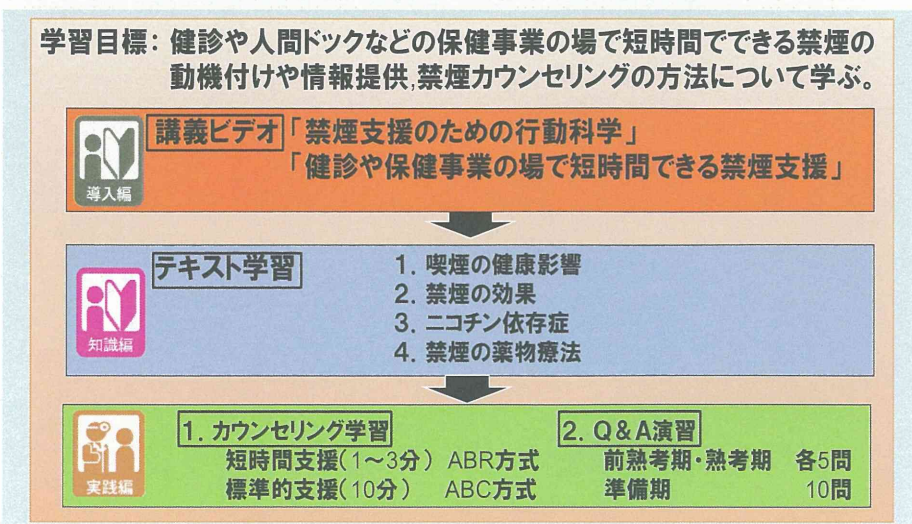 学習目標: 健診や人間ドックなどの保健事業の場で短時間でできる禁煙の
動機付けや情報提供,禁煙カウンセリングの方法について学ぶ。
導入編
講義ビデオ「禁煙支援のための行動科学」
「健診や保健事業の場で短時間できる禁煙支援」
知識編
テキスト学習
1. 喫煙の健康影響
2. 禁煙の効果
3. ニコチン依存症
4. 禁煙の薬物療法
実践編
1. カウンセリング学習
短時間支援(1~3分) ABR方式
標準的支援(10分) ABC方式
2. Q&A演習
前熟考期・熟考期 各5問
準備期 10問